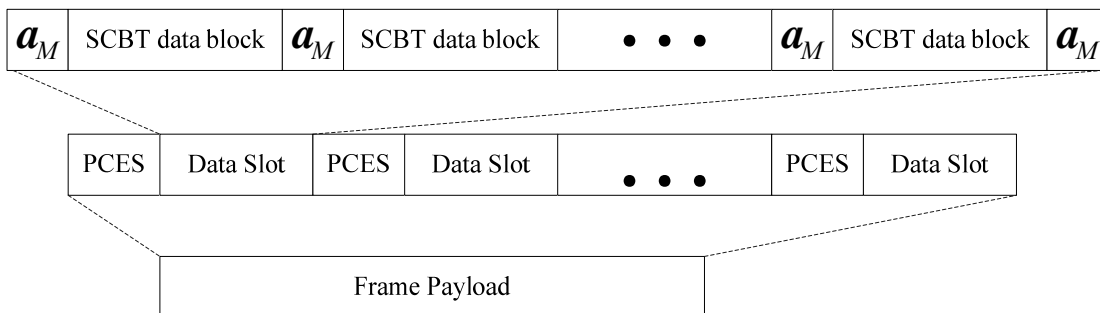 a_M SCBT data block a_M SCBT data block • • • a_M SCBT data block a_M
PCES Data Slot PCES Data Slot • • • PCES Data Slot
Frame Payload